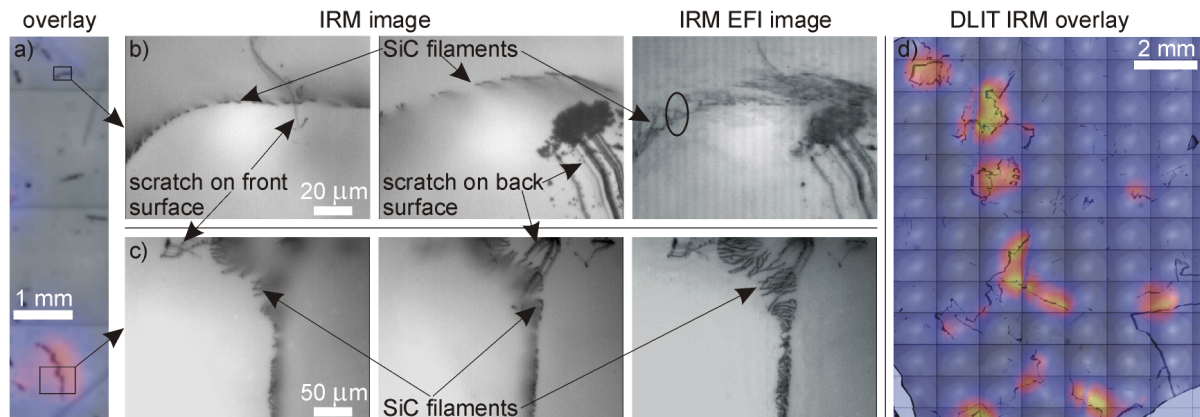 overlay
IRM image
IRM EFI image
DLIT IRM overlay
a)
b)
SiC filaments
d)
2 mm
scratch on front
surface
20 μm
scratch on back
surface
c)
1 mm
50 μm
SiC filaments